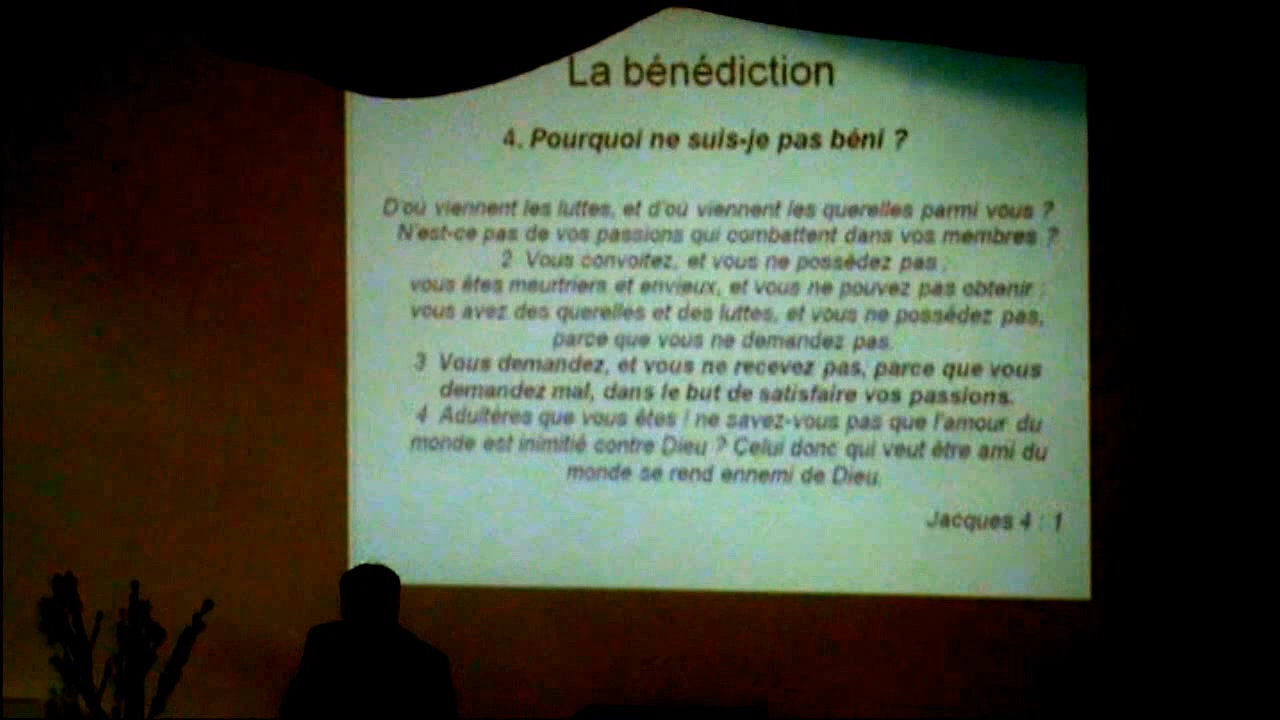 La bénédiction
4. Pourquoi ne suis-je pas béni ?
D'où viennent les luttes, et d'où viennent les querelles parmi vous ?
N'est-ce pas de vos passions qui combattent dans vos membres ?
2 Vous convoitez, et vous ne possédez pas ;
vous êtes meurtriers et envieux, et vous ne pouvez pas obtenir ;
vous avez des querelles et des luttes, et vous ne possédez pas,
parce que vous ne demandez pas.
3 Vous demandez, et vous ne recevez pas, parce que vous
demandez mal, dans le but de satisfaire vos passions.
4 Adultères que vous êtes ! ne savez-vous pas que l'amour du
monde est inimitié contre Dieu ? Celui donc qui veut être ami du
monde se rend ennemi de Dieu.
Jacques 4 : 1